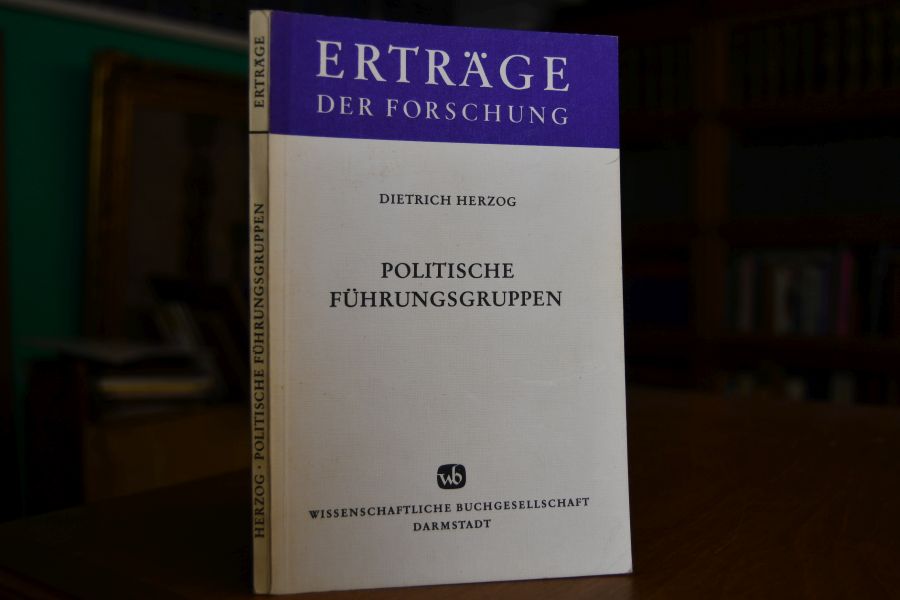 ERTRÄGE
DER FORSCHUNG
DIETRICH HERZOG
POLITISCHE
FÜHRUNGSGRUPPEN
wb
WISSENSCHAFTLICHE BUCHGESELLSCHAFT
DARMSTADT
HERZOG · POLITISCHE FÜHRUNGSGRUPPEN
ERTRÄGE